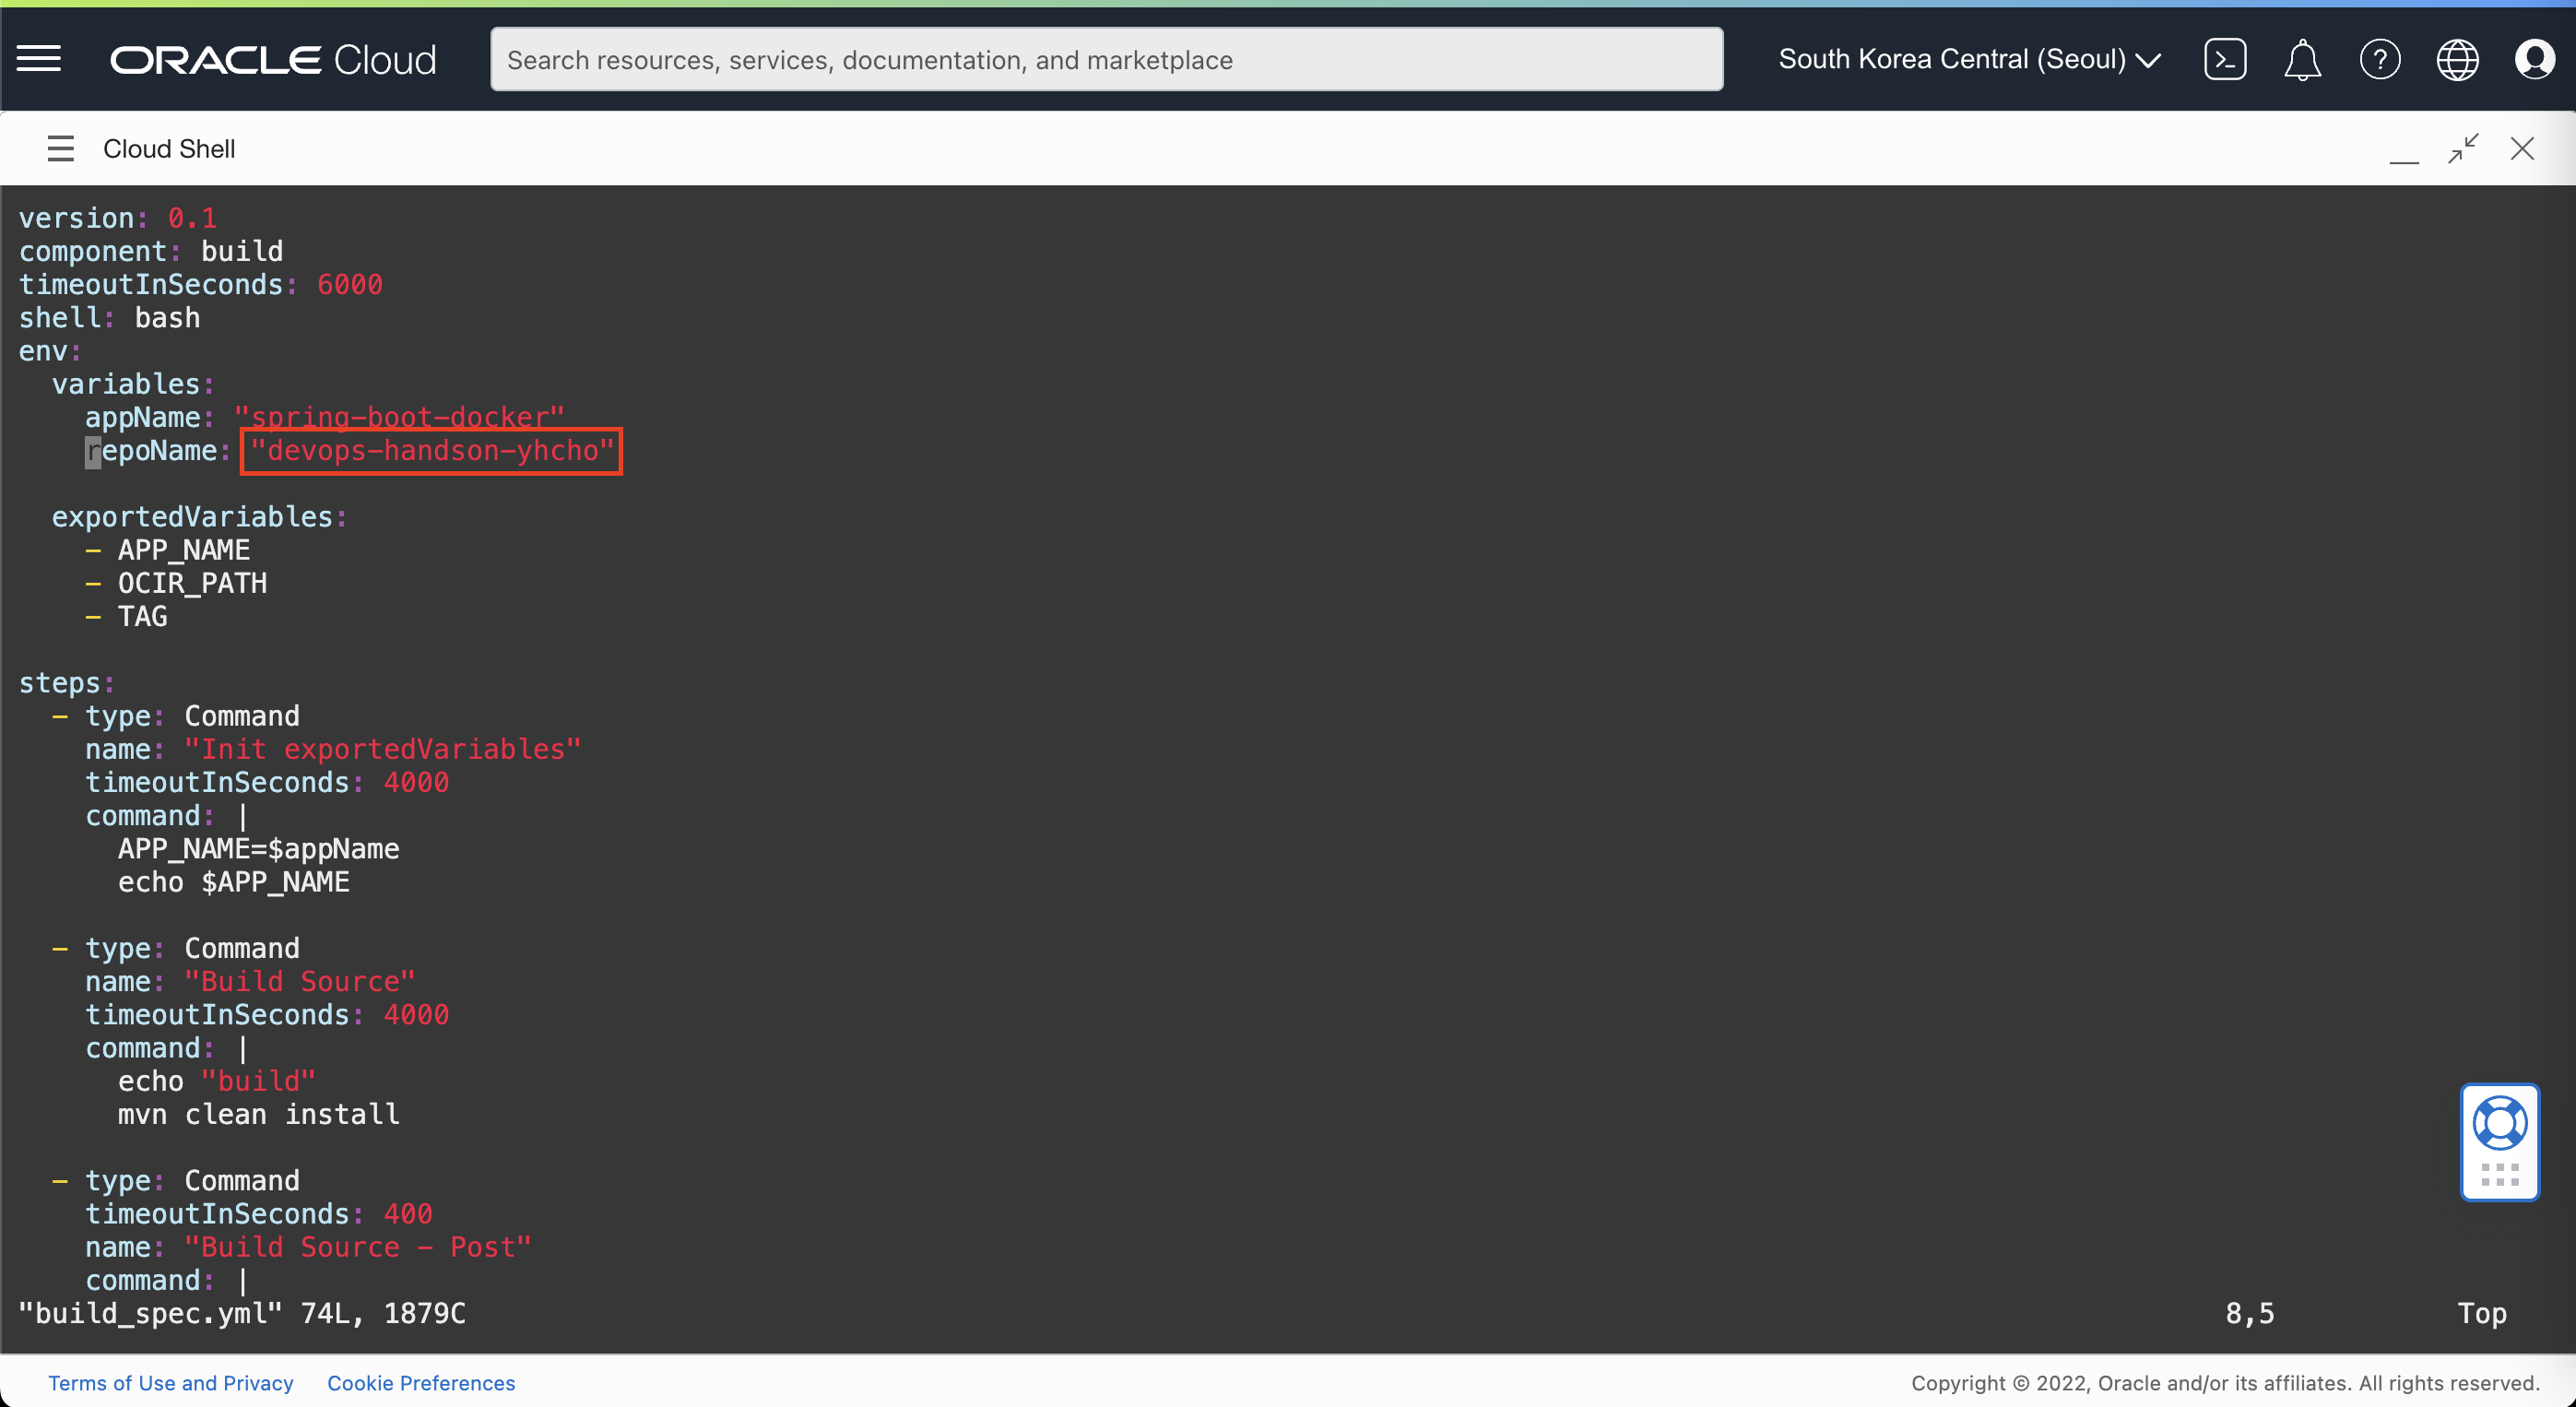 ORACLE Cloud
Search resources, services, documentation, and marketplace
South Korea Central (Seoul)
Cloud Shell
version: 0.1
component: build
timeoutInSeconds: 6000
shell: bash
env:
  variables:
    appName: "spring-boot-docker"
    repoName: "devops-handson-yhcho"
  exportedVariables:
    - APP_NAME
    - OCIR_PATH
    - TAG
steps:
  - type: Command
    name: "Init exportedVariables"
    timeoutInSeconds: 4000
    command: |
      APP_NAME=$appName
      echo $APP_NAME
  - type: Command
    name: "Build Source"
    timeoutInSeconds: 4000
    command: |
      echo "build"
      mvn clean install
  - type: Command
    timeoutInSeconds: 400
    name: "Build Source - Post"
    command: |
"build_spec.yml" 74L, 1879C 8,5 Top
Terms of Use and Privacy Cookie Preferences Copyright © 2022, Oracle and/or its affiliates. All rights reserved.